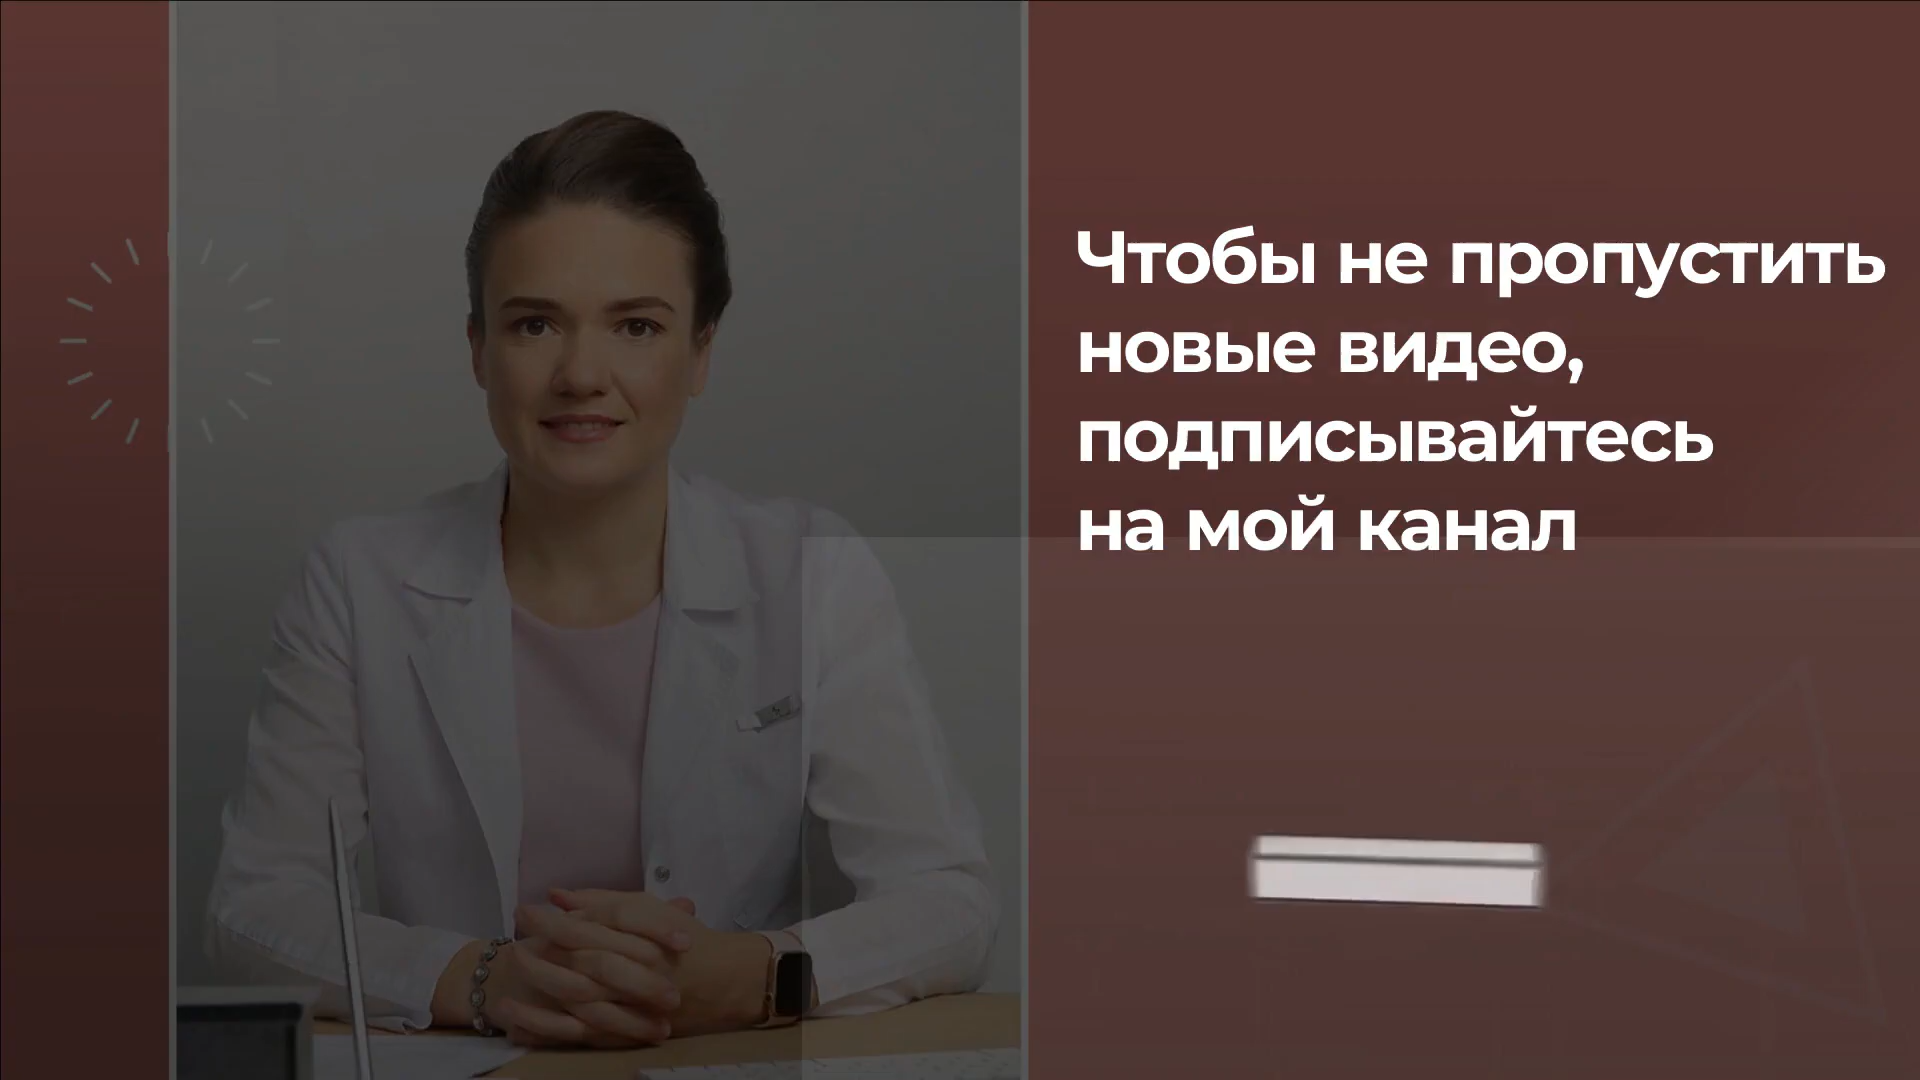 Чтобы не пропустить
новые видео,
подписывайтесь
на мой канал